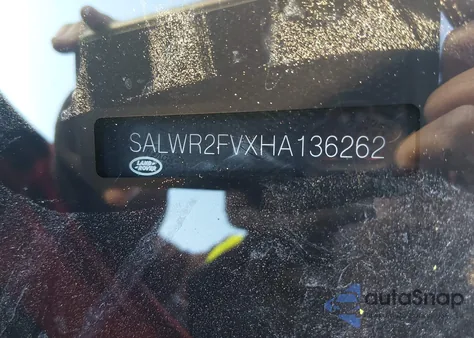 SALWR2FVXHA136262
LAND-
ROVER
autoSnap